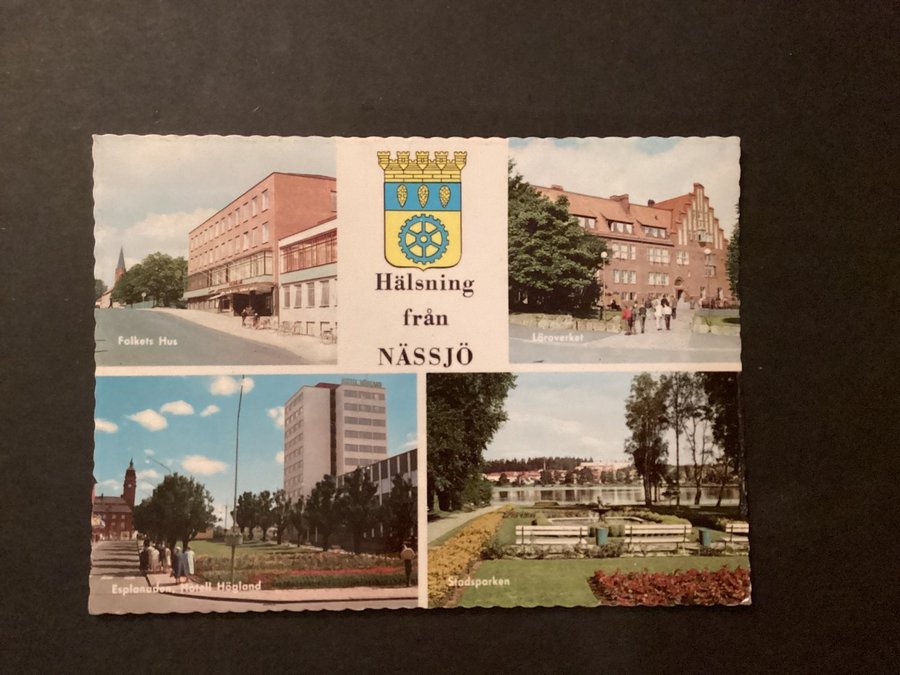 Hälsning
från
NÄSSJÖ
Folkets Hus
Läroverket
Esplanaden, Hotell Högland
Stadsparken